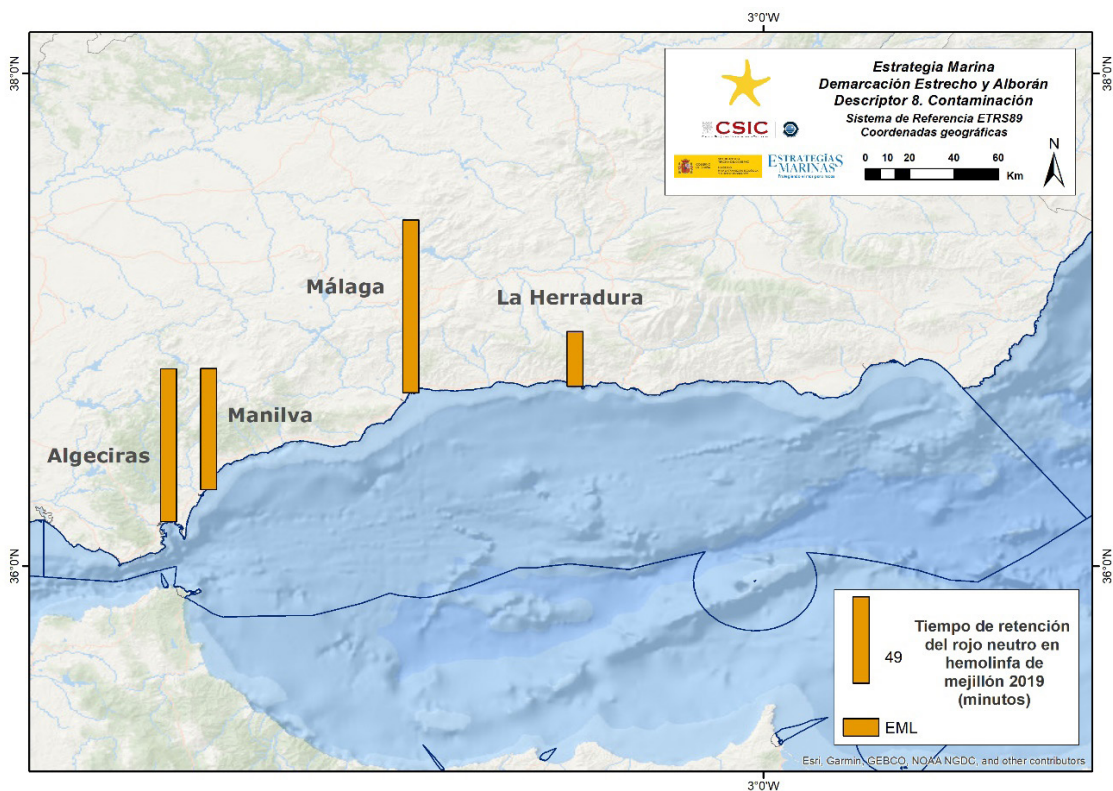 3°0'W
38°0'N
38°0'N
Estrategia Marina
Demarcación Estrecho y Alborán
Descriptor 8. Contaminación
Sistema de Referencia ETRS89
Coordenadas geográficas
CSIC
ESTRATEGIAS
MARINAS
0 10 20 40 60
Km
N
Málaga
La Herradura
Manilva
Algeciras
36°0'N
36°0'N
49
Tiempo de retención
del rojo neutro en
hemolinfa de
mejillón 2019
(minutos)
EML
Esri, Garmin, GEBCO, NOAA NGDC, and other contributors
3°0'W